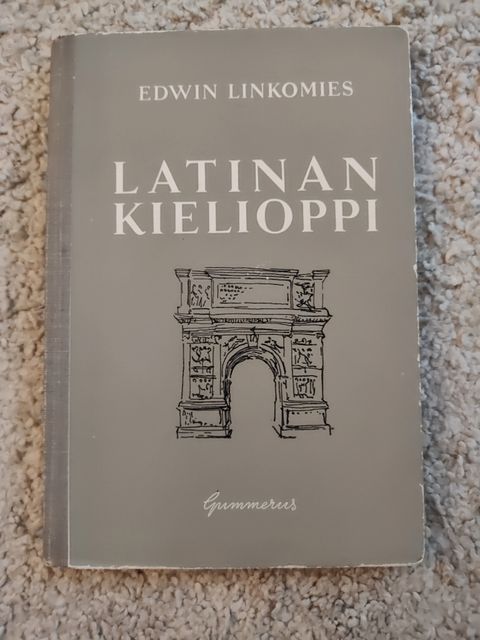 EDWIN LINKOMIES
LATINAN
KIELIOPPI
Gummerus